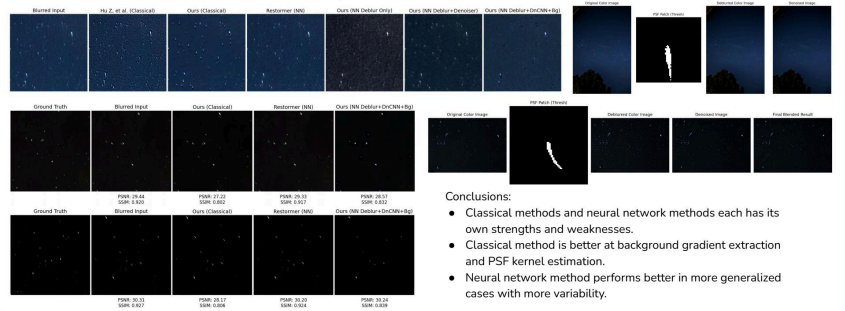 Blurred Input
Hu Z, et al. (Classical)
Ours (Classical)
Restormer (NN)
Ours (NN Deblur Only)
Ours (NN Deblur+Denoiser)
Ours (NN Deblur+DnCNN+Bg)
Original Color Image
PSF Patch (Thresh)
Deblurred Color Image
Denoised Image
Ground Truth
Blurred Input
Ours (Classical)
Restormer (NN)
Ours (NN Deblur+DnCNN+Bg)
PSNR: 29.44
SSIM: 0.920
PSNR: 27.22
SSIM: 0.802
PSNR: 29.33
SSIM: 0.917
PSNR: 28.57
SSIM: 0.832
Ground Truth
Blurred Input
Ours (Classical)
Restormer (NN)
Ours (NN Deblur+DnCNN+Bg)
PSNR: 30.31
SSIM: 0.927
PSNR: 28.17
SSIM: 0.806
PSNR: 30.20
SSIM: 0.924
PSNR: 30.24
SSIM: 0.839
Original Color Image
PSF Patch (Thresh)
Deblurred Color Image
Denoised Image
Final Blended Result
Conclusions:
● Classical methods and neural network methods each has its
own strengths and weaknesses.
● Classical method is better at background gradient extraction
and PSF kernel estimation.
● Neural network method performs better in more generalized
cases with more variability.